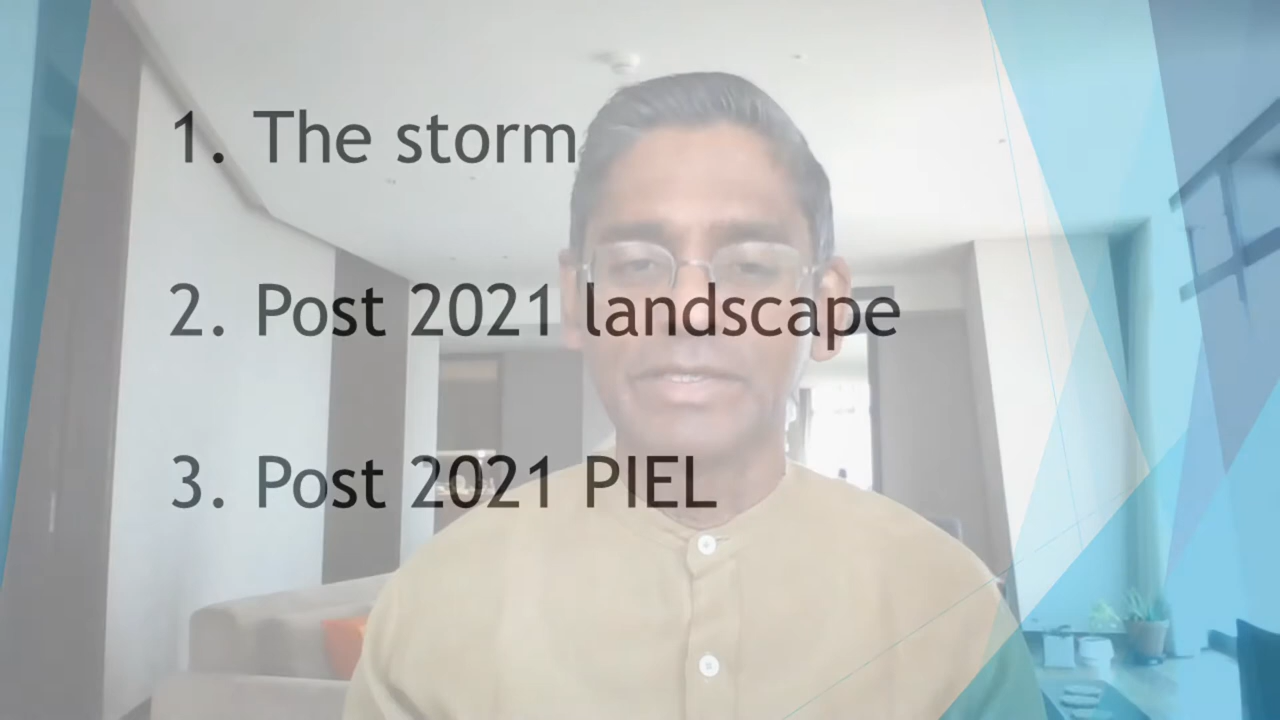 1. The storm
2. Post 2021 landscape
3. Post 2021 PIEL